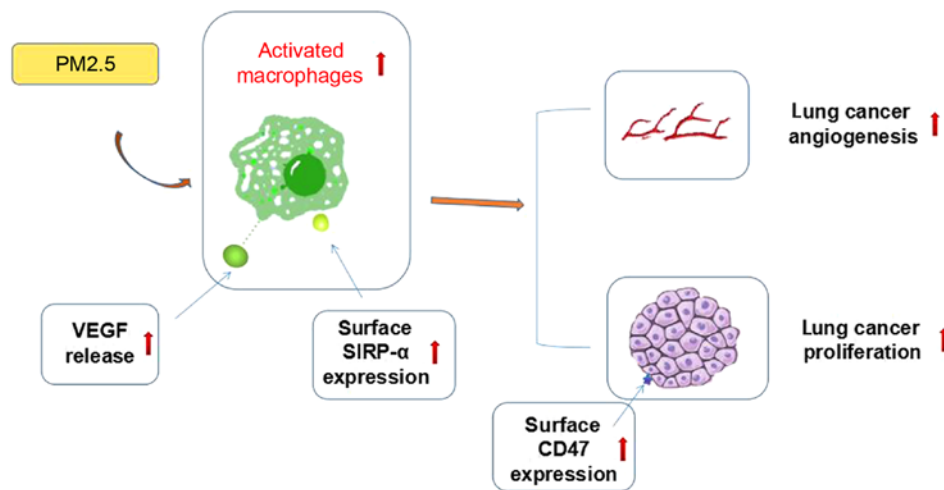 PM2.5
Activated
macrophages
VEGF
release
Surface
SIRP-α
expression
Lung cancer
angiogenesis
Lung cancer
proliferation
Surface
CD47
expression